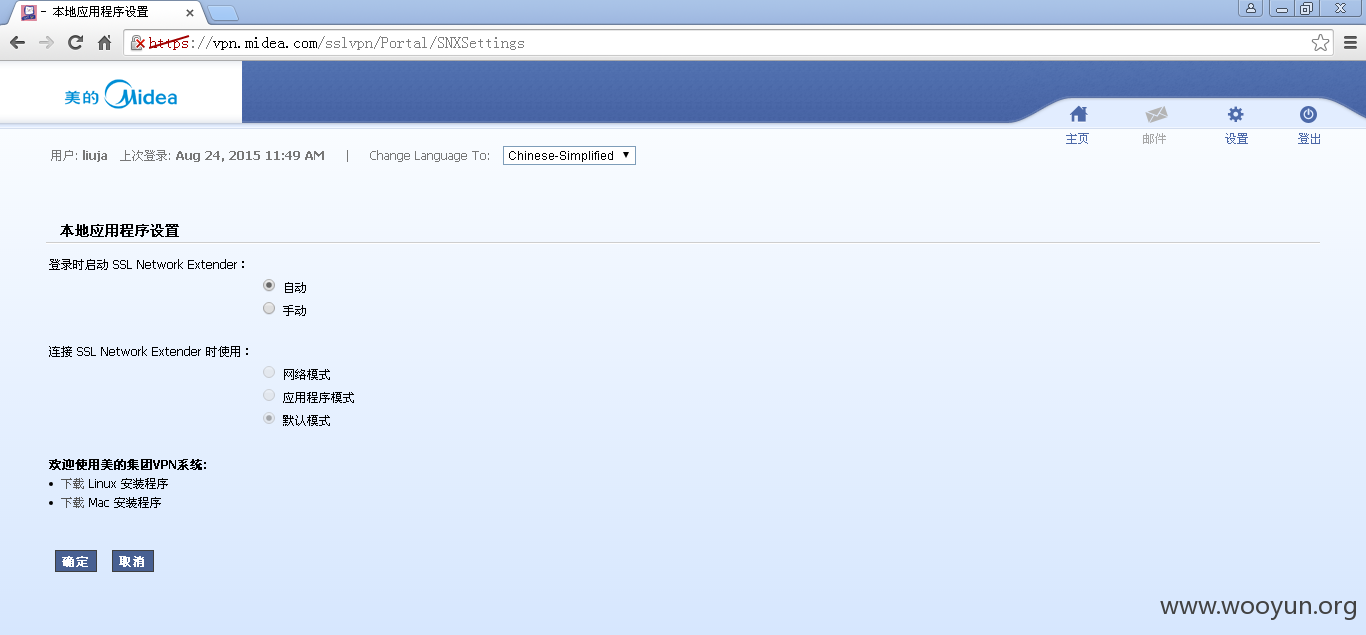 - 本地应用程序设置
https://vpn.midea.com/sslvpn/Portal/SNXSettings
美的 Midea
主页 邮件 设置 登出
用户: liuja 上次登录: Aug 24, 2015 11:49 AM | Change Language To: Chinese-Simplified
本地应用程序设置
登录时启动 SSL Network Extender：
自动
手动
连接 SSL Network Extender 时使用：
网络模式
应用程序模式
默认模式
欢迎使用美的集团VPN系统:
• 下载 Linux 安装程序
• 下载 Mac 安装程序
确定 取消
www.wooyun.org